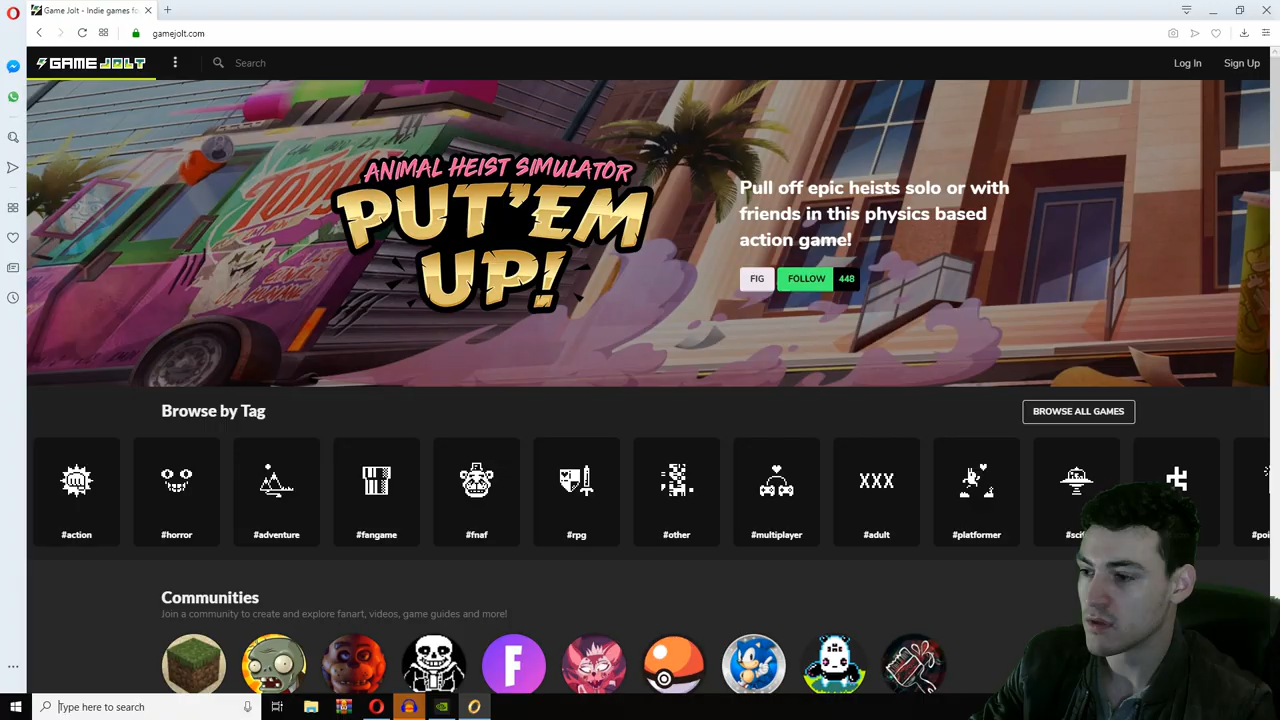 Game Jolt - Indie games fo
gamejolt.com
GAME JOLT
Search
Log In
Sign Up
ANIMAL HEIST SIMULATOR
PUT'EM
UP!
Pull off epic heists solo or with
friends in this physics based
action game!
FIG
FOLLOW
448
Browse by Tag
BROWSE ALL GAMES
XXX
#action
#horror
#adventure
#fangame
#fnaf
#rpg
#other
#multiplayer
#adult
#platformer
Communities
Join a community to create and explore fanart, videos, game guides and more!
F
Type here to search